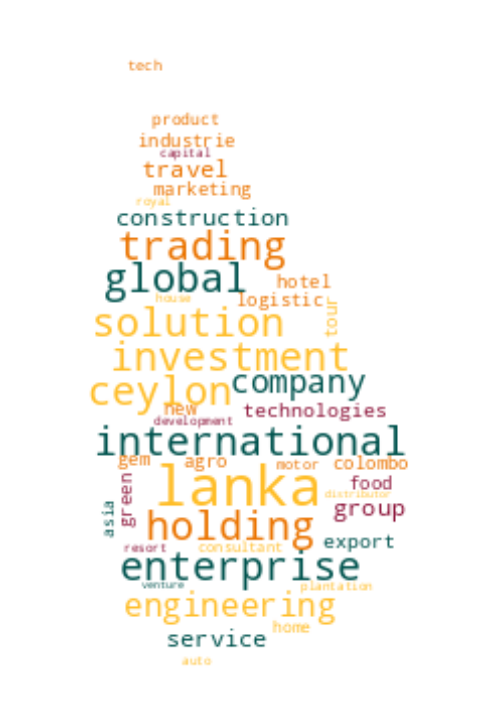 tech
product
industrie
capital
travel
marketing
royal
construction
trading
global
hotel
house
logistic
tour
solution
investment
ceylon
company
new
technologies
development
international
gem
agro
motor
colombo
lanka
food
distributor
green
asia
group
holding
export
resort
consultant
enterprise
venture
plantation
engineering
home
service
auto